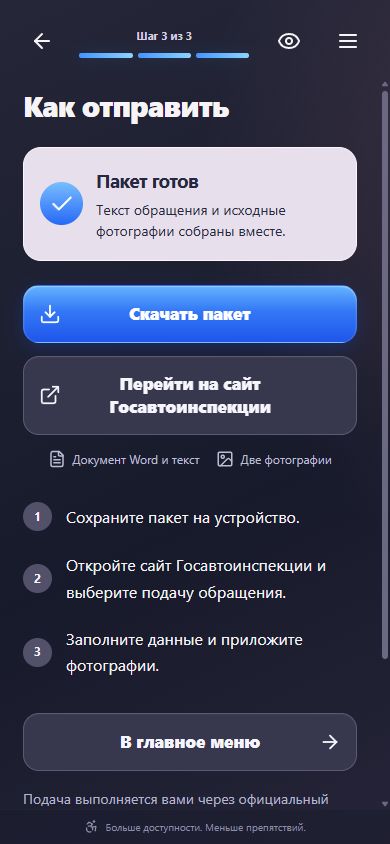 Шаг 3 из 3
Как отправить
Пакет готов
Текст обращения и исходные
фотографии собраны вместе.
Скачать пакет
Перейти на сайт
Госавтоинспекции
Документ Word и текст
Две фотографии
1
Сохраните пакет на устройство.
2
Откройте сайт Госавтоинспекции и
выберите подачу обращения.
3
Заполните данные и приложите
фотографии.
В главное меню
Подача выполняется вами через официальный
Больше доступности. Меньше препятствий.